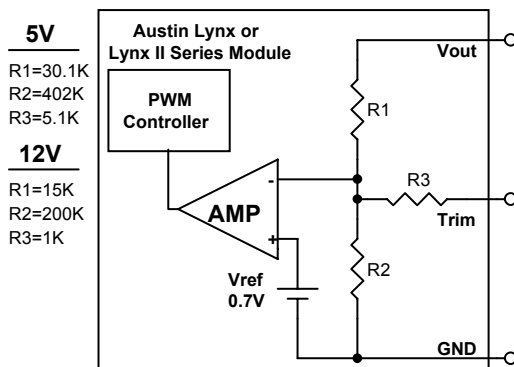 5V
R1=30.1K
R2=402K
R3=5.1K
12V
R1=15K
R2=200K
R3=1K
Austin Lynx or
Lynx II Series Module
PWM
Controller
AMP
-
+
Vref
0.7V
Vout
R1
R3
Trim
R2
GND